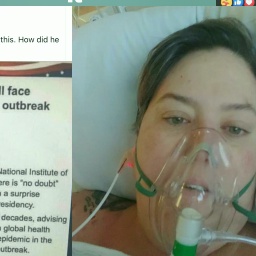 this. How did he
ll face
outbreak
National Institute of
ere is "no doubt"
a surprise
residency.
decades, advising
global health
epidemic in the
utbreak.